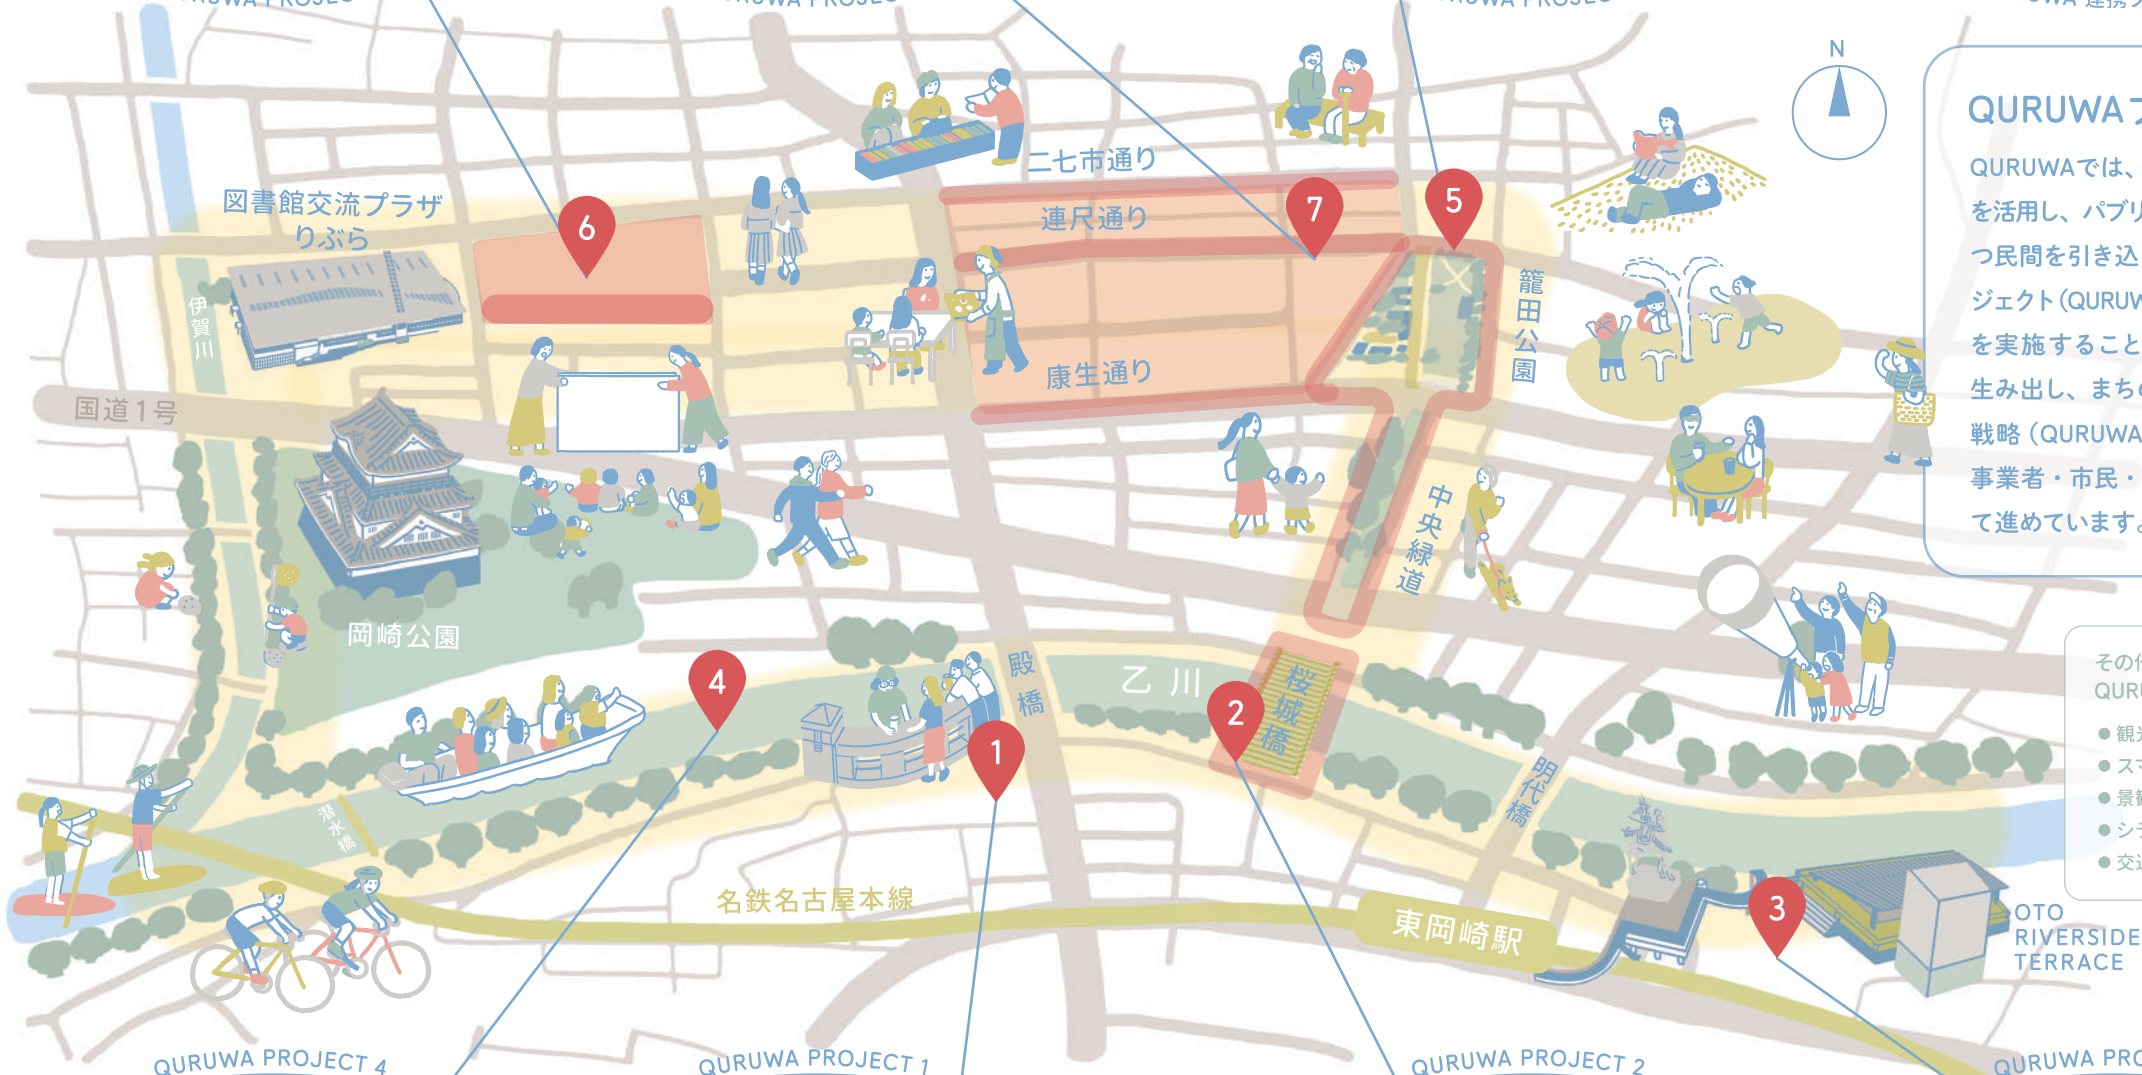 QURUWAでは、
を活用し、パブリ
つ民間を引き込
ジェクト(QURUW
を実施すること
生み出し、まちの
戦略(QURUWA
事業者・市民・
て進めています。
N
二七市通り
連尺通り
康生通り
図書館交流プラザ
りぶら
伊賀川
国道1号
岡崎公園
籠田公園
中央緑道
殿橋
乙川
桜城橋
明代橋
潜水橋
名鉄名古屋本線
東岡崎駅
OTO
RIVERSIDE
TERRACE
6
7
5
4
1
2
3
QURUWA PROJECT 4
QURUWA PROJECT 1
QURUWA PROJECT 2
QURUWA PRO